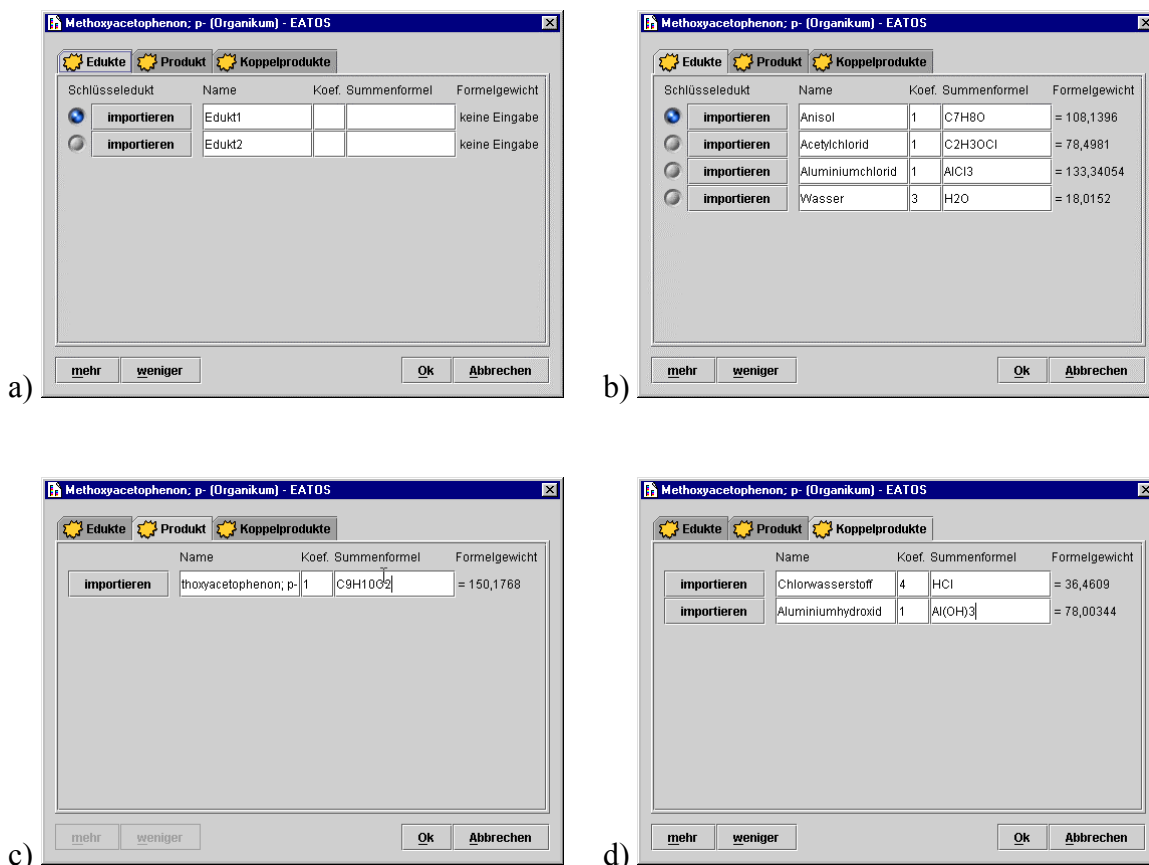 Methoxyacetophenon; p- (Organikum) - EATOS
Edukte Produkt Koppelprodukte
Schlüsseledukt Name Koef. Summenformel Formelgewicht
importieren Edukt1 keine Eingabe
importieren Edukt2 keine Eingabe
mehr weniger Ok Abbrechen
a)
Methoxyacetophenon; p- (Organikum) - EATOS
Edukte Produkt Koppelprodukte
Schlüsseledukt Name Koef. Summenformel Formelgewicht
importieren Anisol 1 C7H8O = 108,1396
importieren Acetylchlorid 1 C2H3OCl = 78,4981
importieren Aluminiumchlorid 1 AlCl3 = 133,34054
importieren Wasser 3 H2O = 18,0152
mehr weniger Ok Abbrechen
b)
Methoxyacetophenon; p- (Organikum) - EATOS
Edukte Produkt Koppelprodukte
Name Koef. Summenformel Formelgewicht
importieren thoxyacetophenon; p- 1 C9H10O2 = 150,1768
mehr weniger Ok Abbrechen
c)
Methoxyacetophenon; p- (Organikum) - EATOS
Edukte Produkt Koppelprodukte
Name Koef. Summenformel Formelgewicht
importieren Chlorwasserstoff 4 HCl = 36,4609
importieren Aluminiumhydroxid 1 Al(OH)3 = 78,00344
mehr weniger Ok Abbrechen
d)